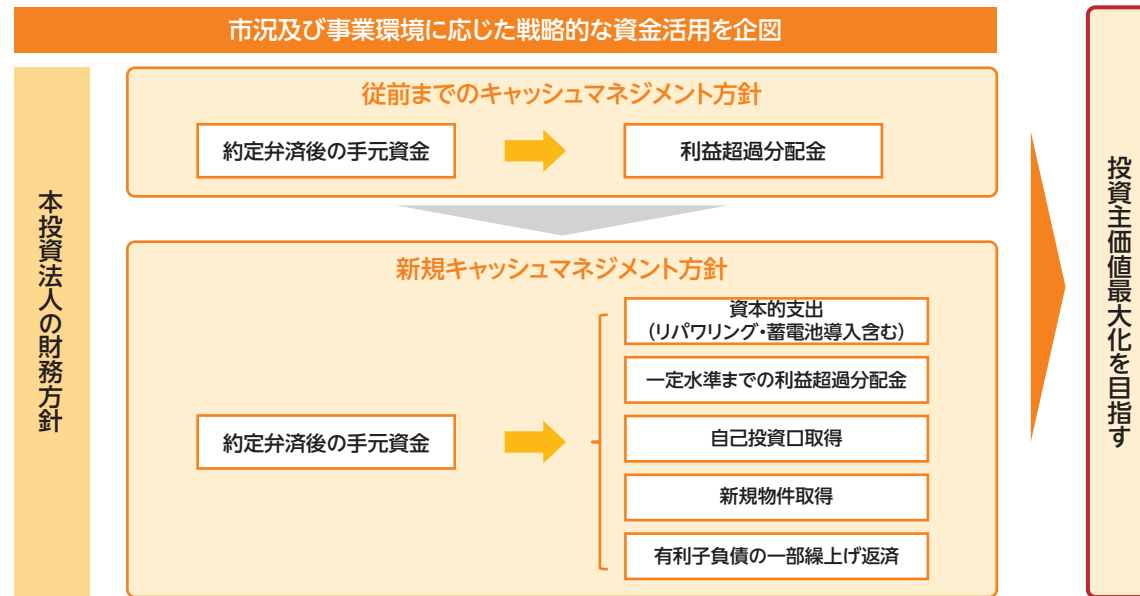 市況及び事業環境に応じた戦略的な資金活用を企図
本投資法人の財務方針
従前までのキャッシュマネジメント方針
約定弁済後の手元資金
利益超過分配金
新規キャッシュマネジメント方針
約定弁済後の手元資金
資本的支出
(リパワリング・蓄電池導入含む)
一定水準までの利益超過分配金
自己投資口取得
新規物件取得
有利子負債の一部繰上げ返済
投資主価値最大化を目指す